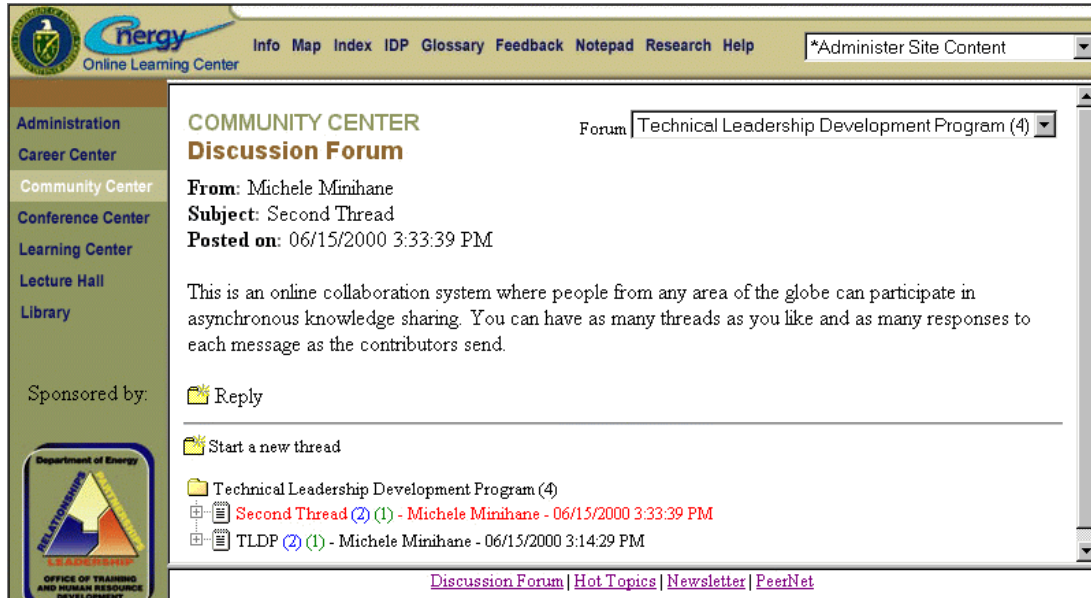 Energy
Online Learning Center
Info Map Index IDP Glossary Feedback Notepad Research Help
*Administer Site Content
Administration
Career Center
Community Center
Conference Center
Learning Center
Lecture Hall
Library
Sponsored by:
Department of Energy
RELATIONSHIPS
PARTNERSHIPS
LEADERSHIP
OFFICE OF TRAINING
AND HUMAN RESOURCE
DEVELOPMENT
COMMUNITY CENTER
Discussion Forum
Forum Technical Leadership Development Program (4)
From: Michele Minihane
Subject: Second Thread
Posted on: 06/15/2000 3:33:39 PM
This is an online collaboration system where people from any area of the globe can participate in
asynchronous knowledge sharing. You can have as many threads as you like and as many responses to
each message as the contributors send.
Reply
Start a new thread
Technical Leadership Development Program (4)
Second Thread (2) (1) - Michele Minihane - 06/15/2000 3:33:39 PM
TLDP (2) (1) - Michele Minihane - 06/15/2000 3:14:29 PM
Discussion Forum | Hot Topics | Newsletter | PeerNet